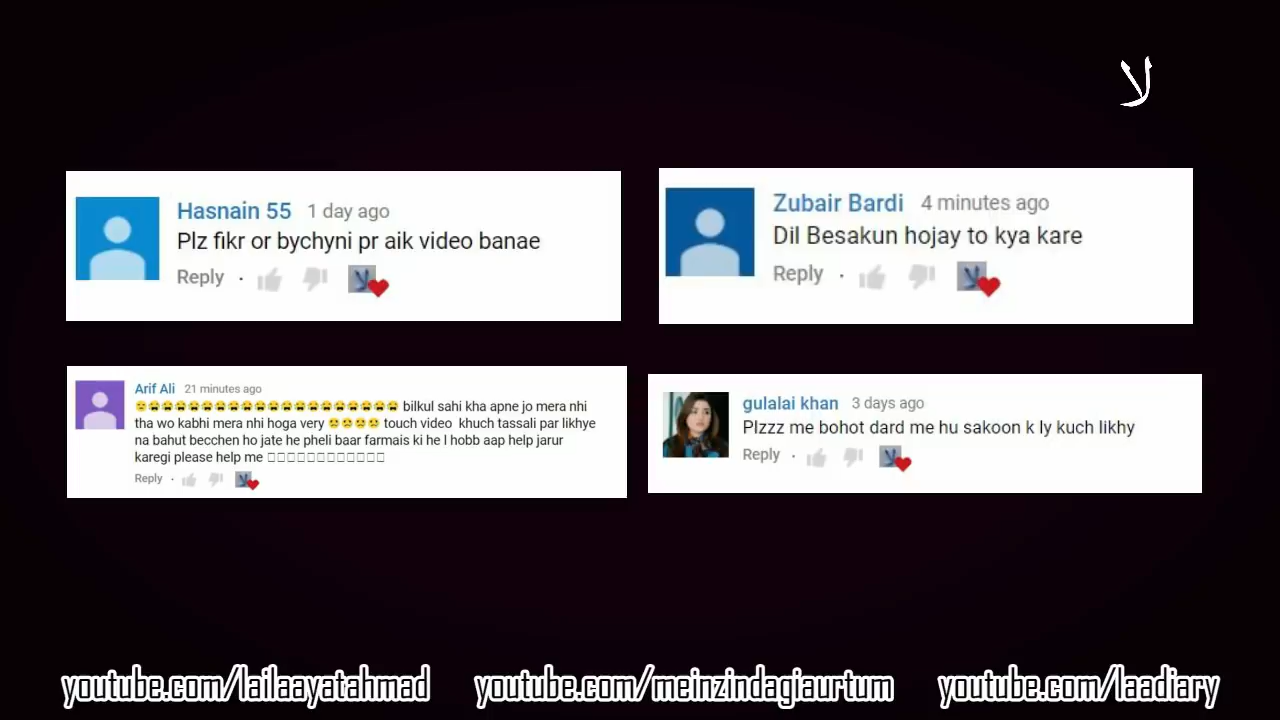 لا
Hasnain 55 1 day ago
Plz fikr or bychyni pr aik video banae
Reply ·
Zubair Bardi 4 minutes ago
Dil Besakun hojay to kya kare
Reply ·
Arif Ali 21 minutes ago
😫😭😭😭😭😭😭😭😭😭😭😭😭😭😭😭😭😭😭😭 bilkul sahi kha apne jo mera nhi
tha wo kabhi mera nhi hoga very 😫😫😫😫 touch video khuch tassali par likhye
na bahut becchen ho jate he pheli baar farmais ki he I hobb aap help jarur
karegi please help me □□□□□□□□□□□□
Reply ·
gulalai khan 3 days ago
Plzzz me bohot dard me hu sakoon k ly kuch likhy
Reply ·
youtube.com/lailaayatahmad youtube.com/meinzindagiaurtum youtube.com/laadiary